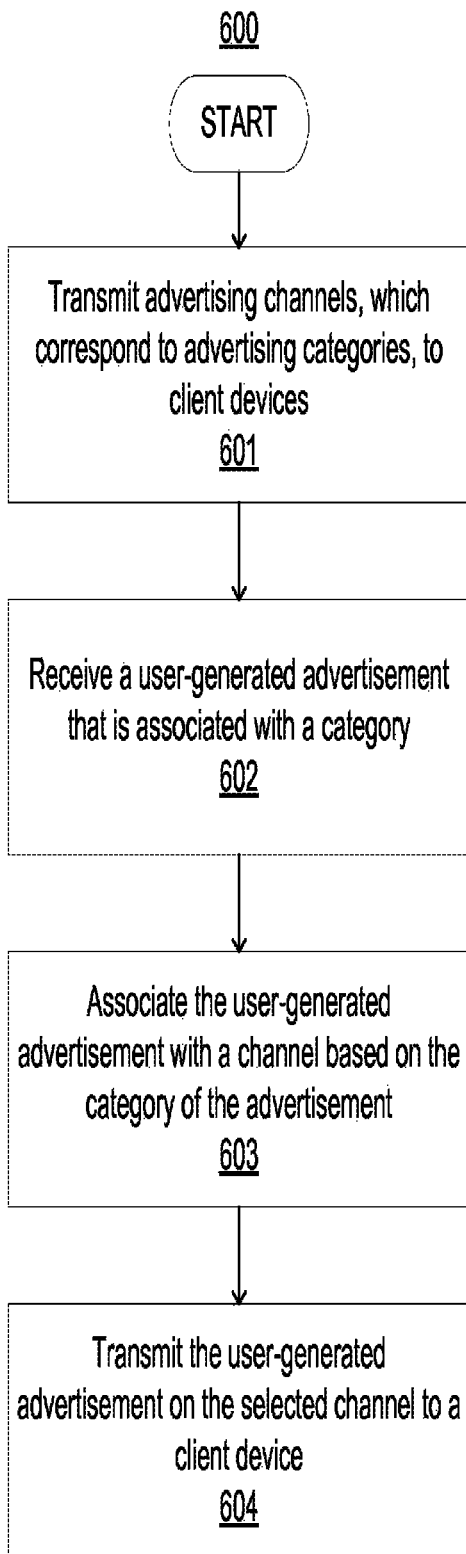 600
START
Transmit advertising channels, which
correspond to advertising categories, to
client devices
601
Receive a user-generated advertisement
that is associated with a category
602
Associate the user-generated
advertisement with a channel based on the
category of the advertisement
603
Transmit the user-generated
advertisement on the selected channel to a
client device
604